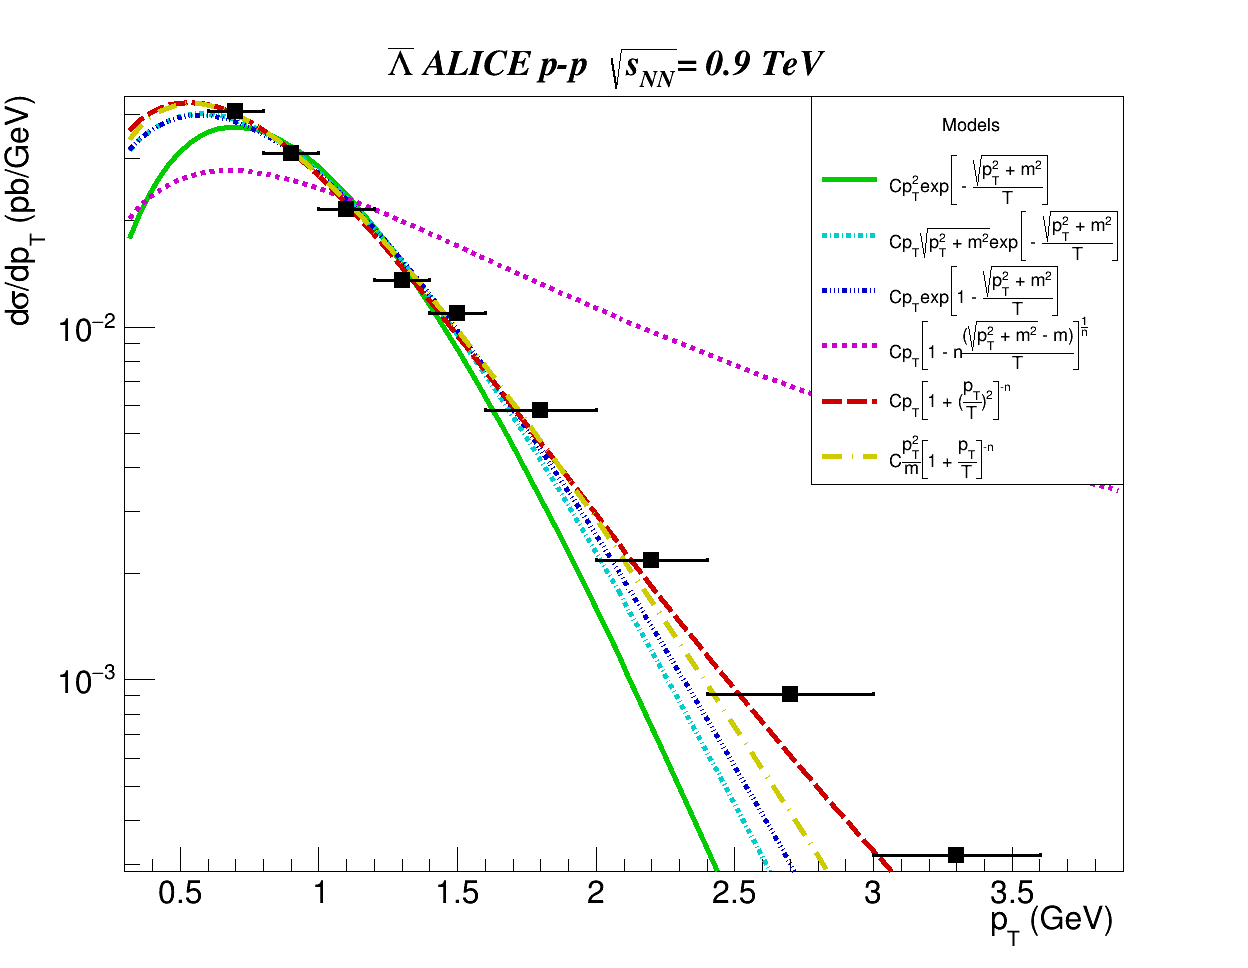 Λ̅ ALICE p-p √s_NN = 0.9 TeV
dσ/dp_T (pb/GeV)
10^−2
10^−3
Models
Cp_T^2 exp[ - √(p_T^2 + m^2) / T ]
Cp_T √(p_T^2 + m^2) exp[ - √(p_T^2 + m^2) / T ]
Cp_T exp[ 1 - √(p_T^2 + m^2) / T ]
Cp_T [ 1 - n (√(p_T^2 + m^2) - m) / T ]^(1/n)
Cp_T [ 1 + (p_T / T)^2 ]^-n
C p_T^2 / m [ 1 + p_T / T ]^-n
0.5 1 1.5 2 2.5 3 3.5
p_T (GeV)